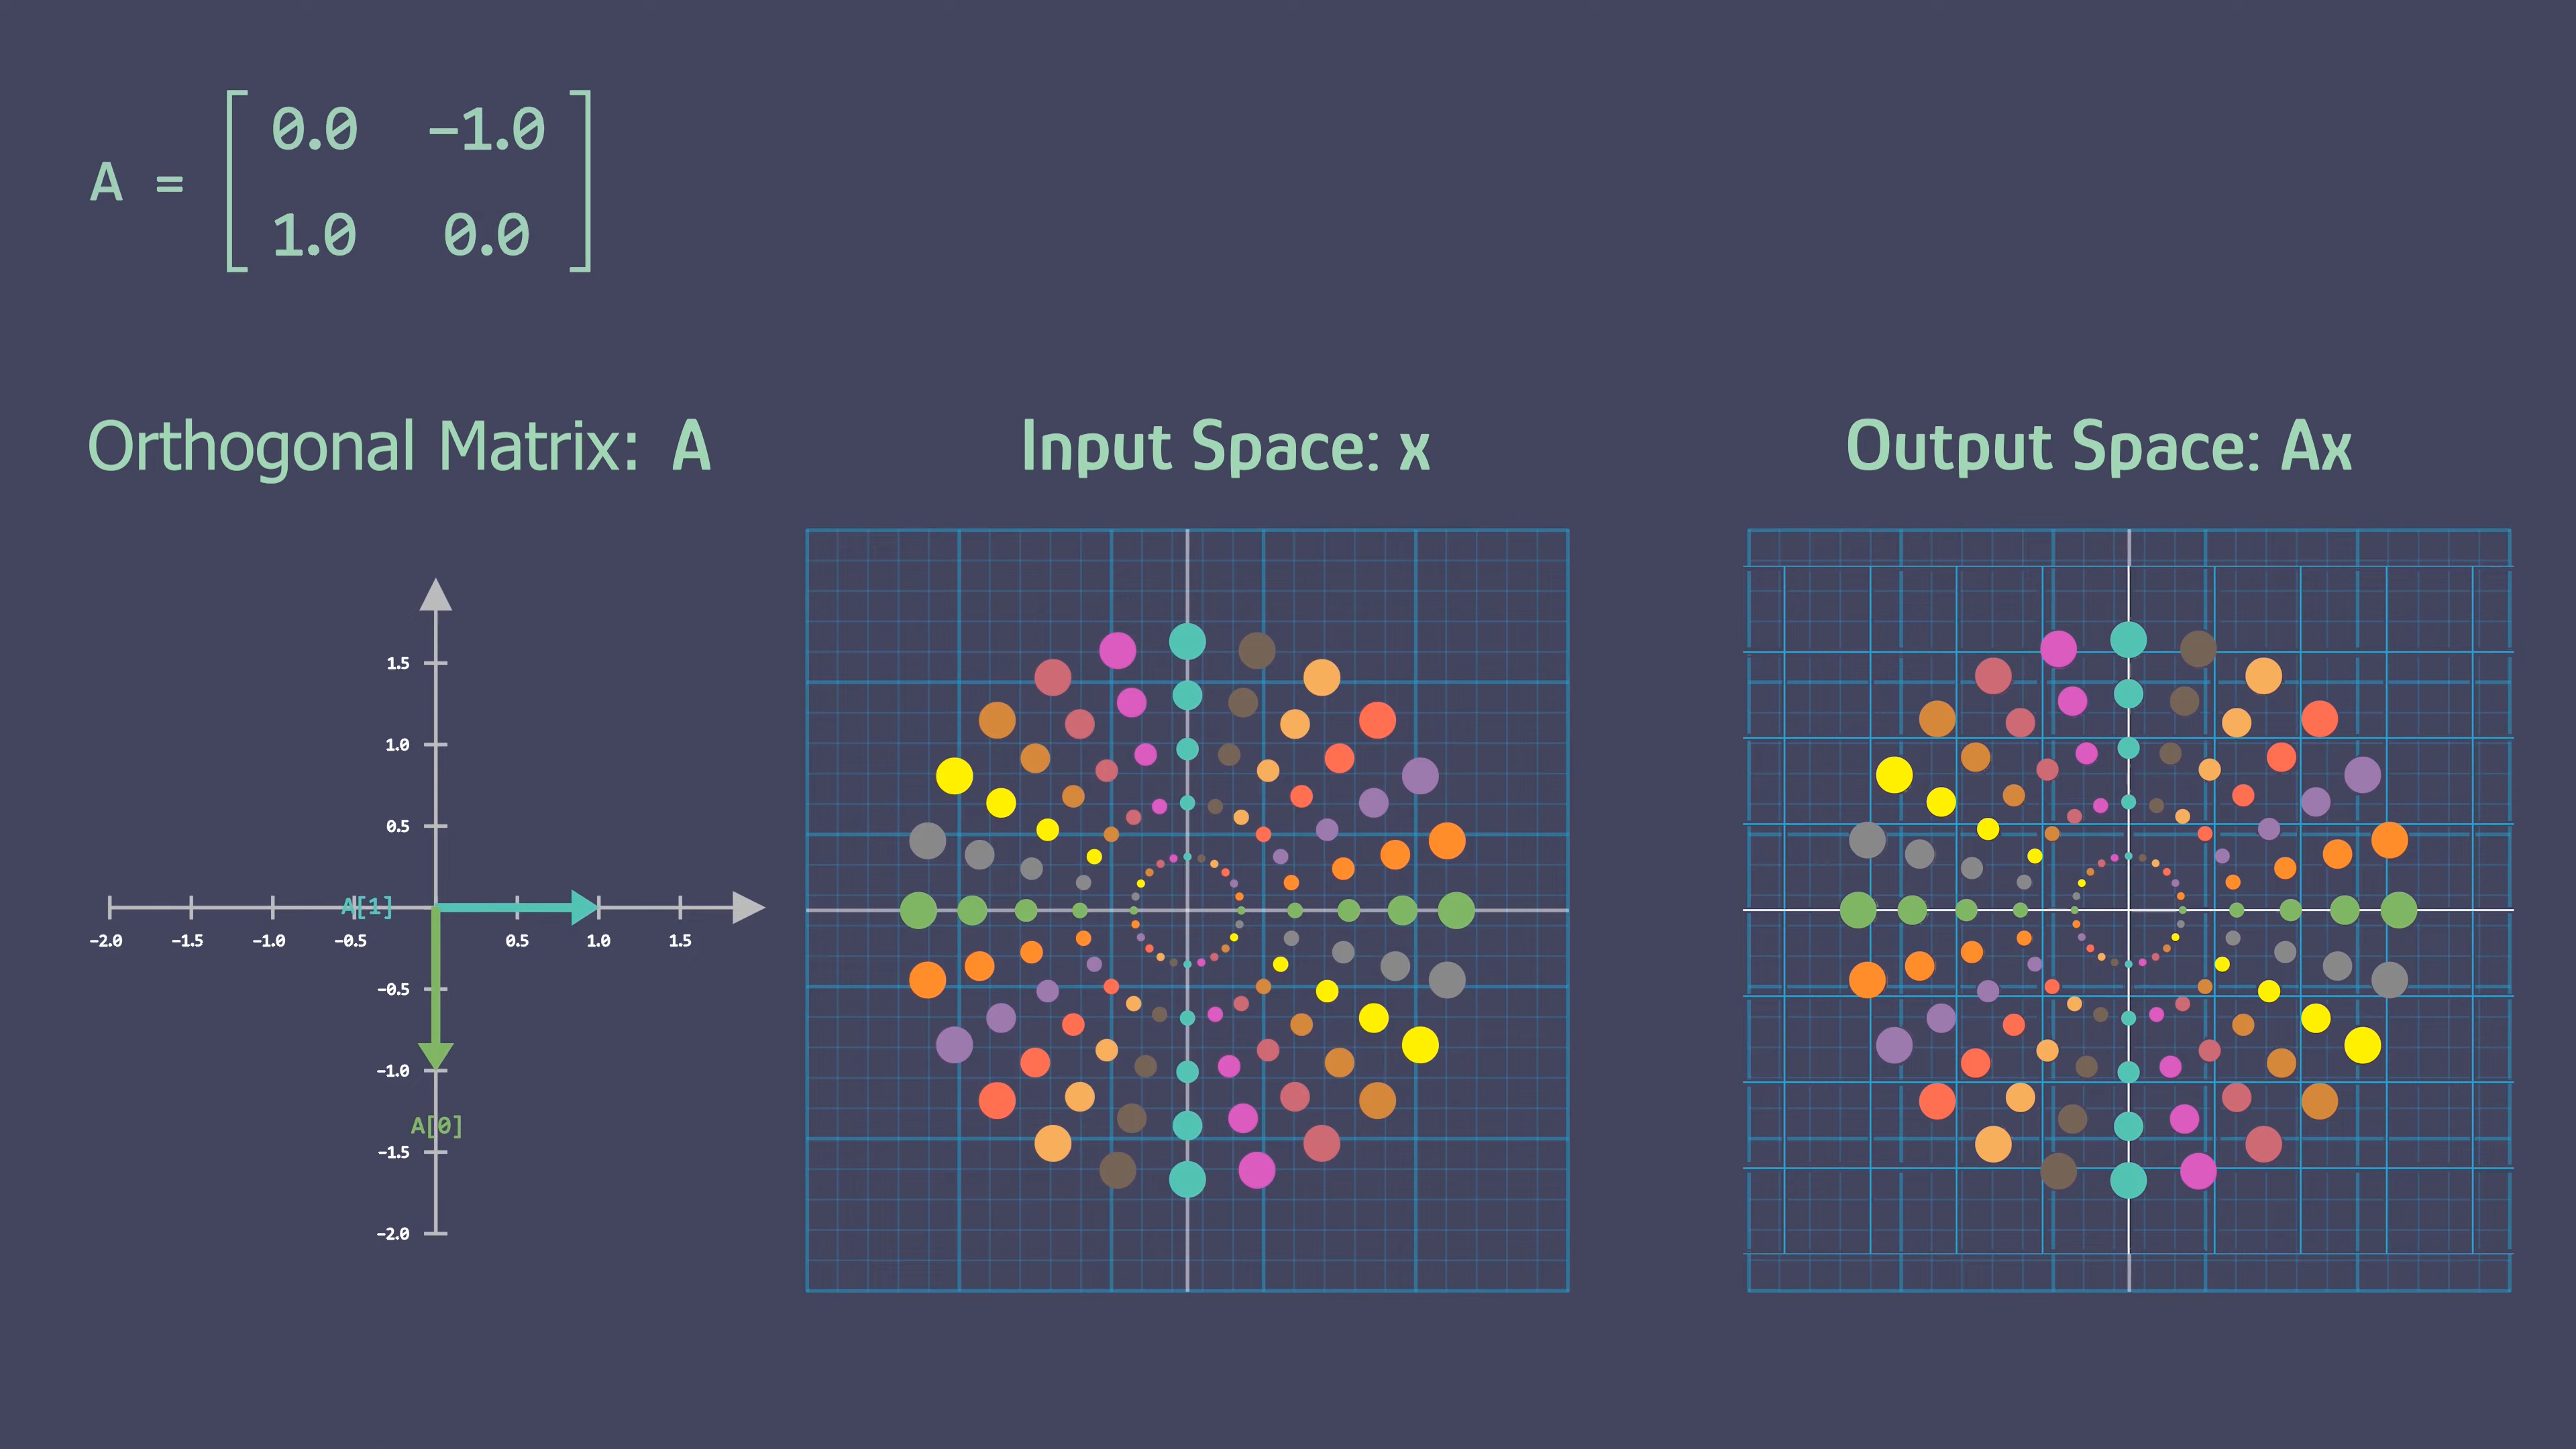 A = [ 0.0 -1.0
1.0 0.0 ]
Orthogonal Matrix: A
Input Space: x
Output Space: Ax
1.5
1.0
0.5
A[1]
-2.0 -1.5 -1.0 -0.5 0.5 1.0 1.5
-0.5
-1.0
A[0]
-1.5
-2.0